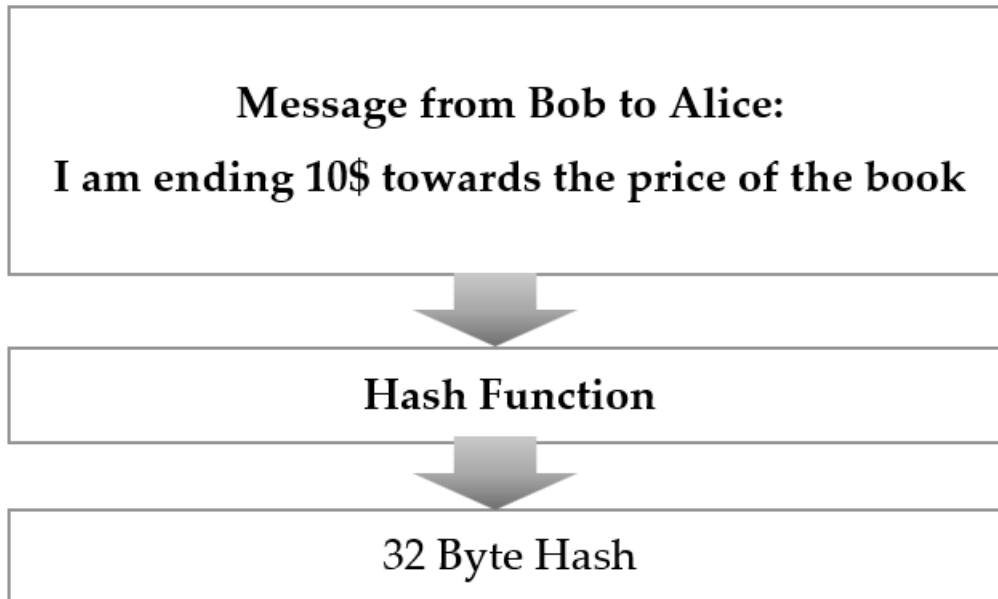 Message from Bob to Alice:
I am ending 10$ towards the price of the book
Hash Function
32 Byte Hash